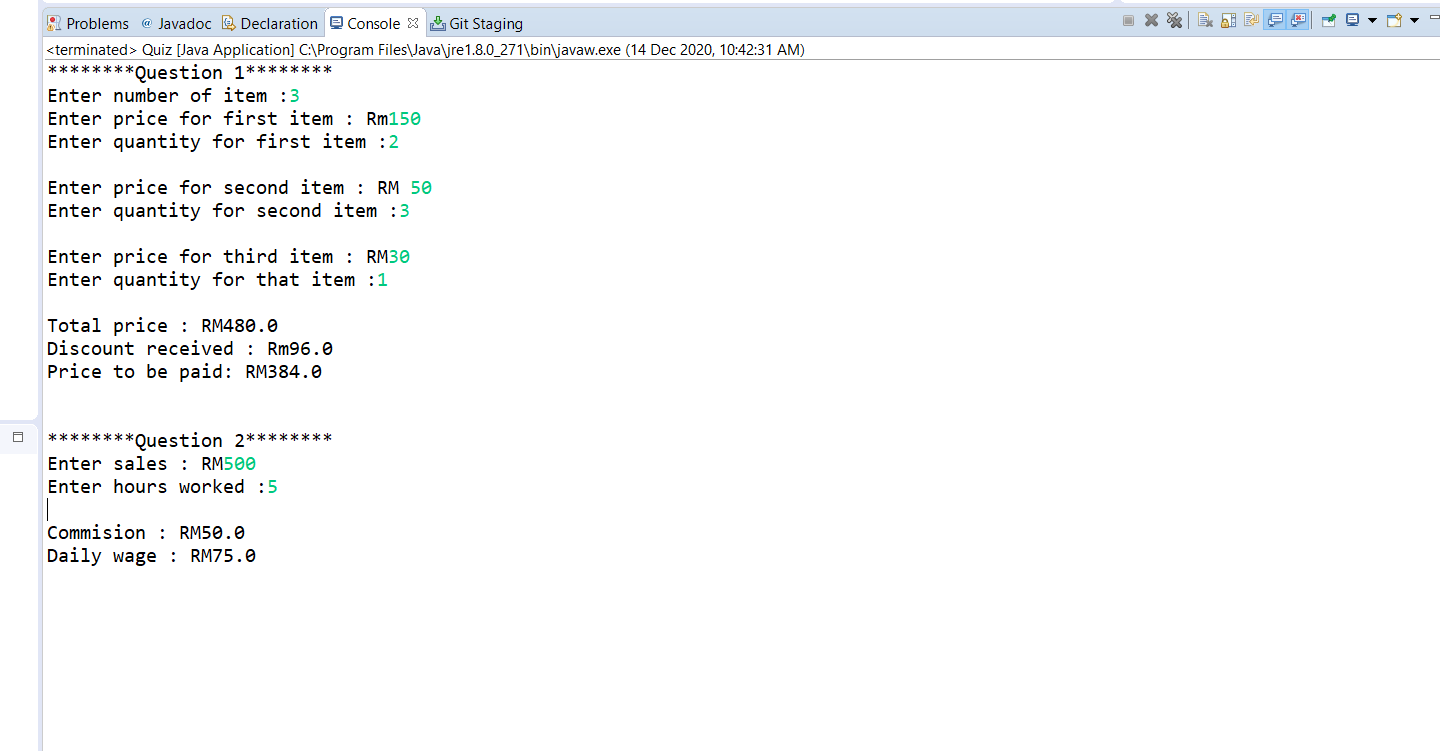 Problems @ Javadoc Declaration Console Git Staging
<terminated> Quiz [Java Application] C:\Program Files\Java\jre1.8.0_271\bin\javaw.exe (14 Dec 2020, 10:42:31 AM)
********Question 1********
Enter number of item :3
Enter price for first item : Rm150
Enter quantity for first item :2
Enter price for second item : RM 50
Enter quantity for second item :3
Enter price for third item : RM30
Enter quantity for that item :1
Total price : RM480.0
Discount received : Rm96.0
Price to be paid: RM384.0
********Question 2********
Enter sales : RM500
Enter hours worked :5
Commision : RM50.0
Daily wage : RM75.0